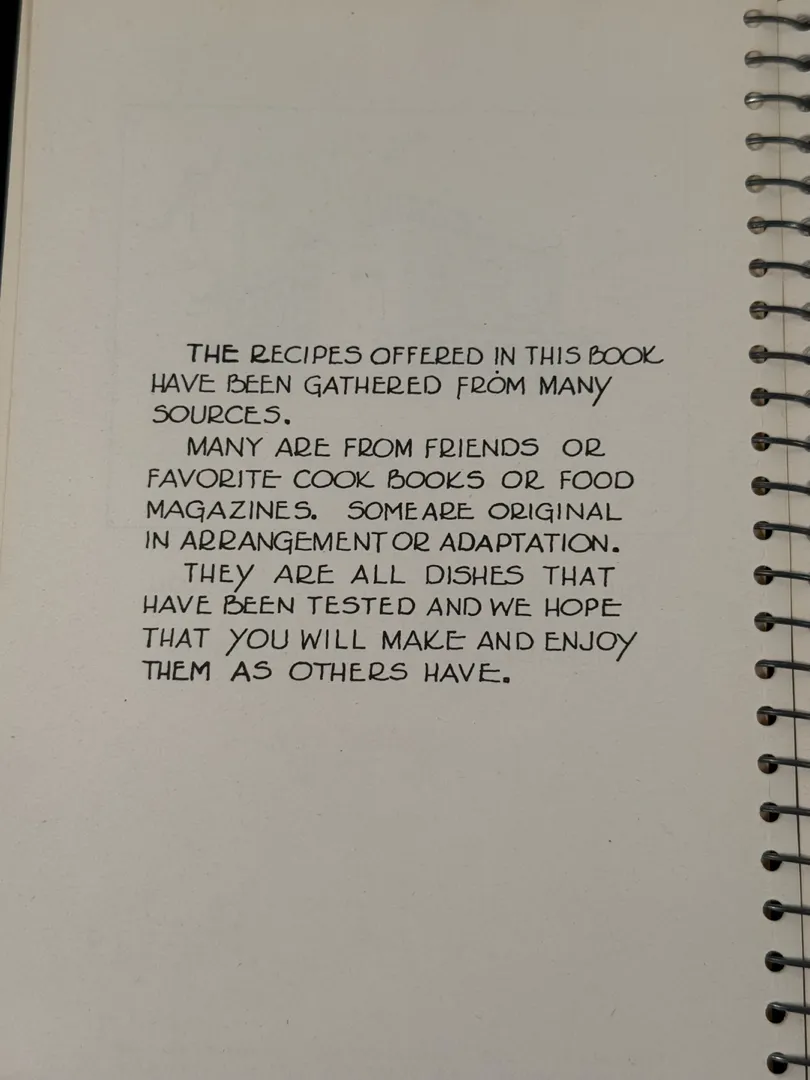 THE RECIPES OFFERED IN THIS BOOK
HAVE BEEN GATHERED FROM MANY
SOURCES.
MANY ARE FROM FRIENDS OR
FAVORITE COOK BOOKS OR FOOD
MAGAZINES. SOME ARE ORIGINAL
IN ARRANGEMENT OR ADAPTATION.
THEY ARE ALL DISHES THAT
HAVE BEEN TESTED AND WE HOPE
THAT YOU WILL MAKE AND ENJOY
THEM AS OTHERS HAVE.